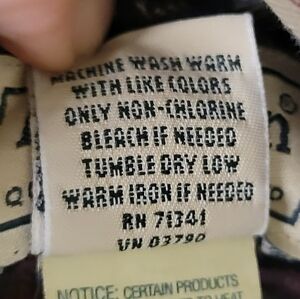 MACHINE WASH WARM
WITH LIKE COLORS
ONLY NON-CHLORINE
BLEACH IF NEEDED
TUMBLE DRY LOW
WARM IRON IF NEEDED
RN 71341
VN 03790
NOTICE: CERTAIN PRODUCTS